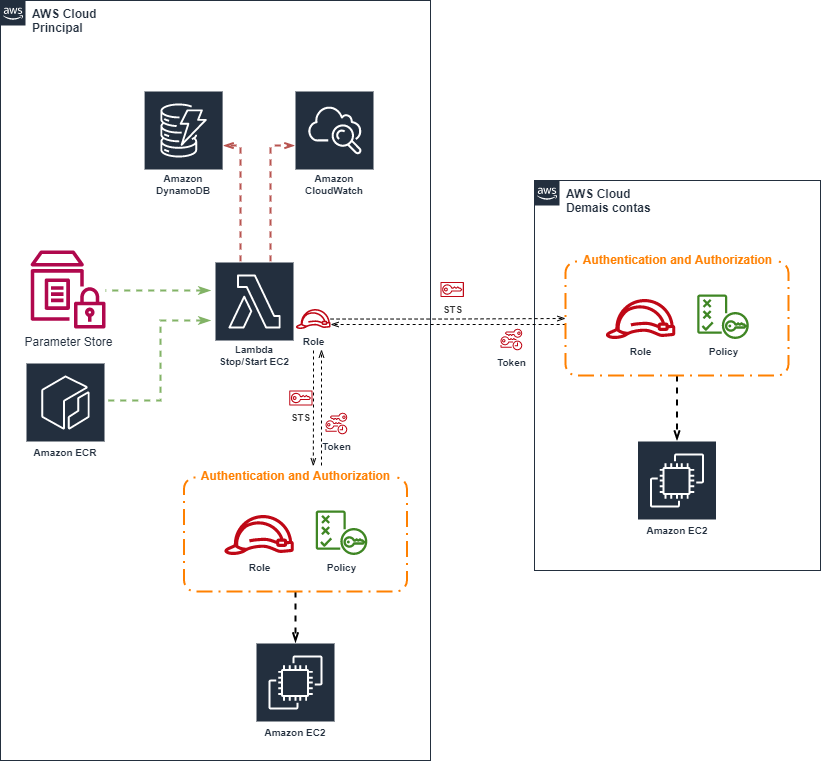 aws
AWS Cloud
Principal
Amazon
DynamoDB
Amazon
CloudWatch
aws
AWS Cloud
Demais contas
Authentication and Authorization
Role
Policy
Parameter Store
Lambda
Stop/Start EC2
Role
STS
Token
Amazon ECR
STS
Token
Authentication and Authorization
Role
Policy
Amazon EC2
Amazon EC2